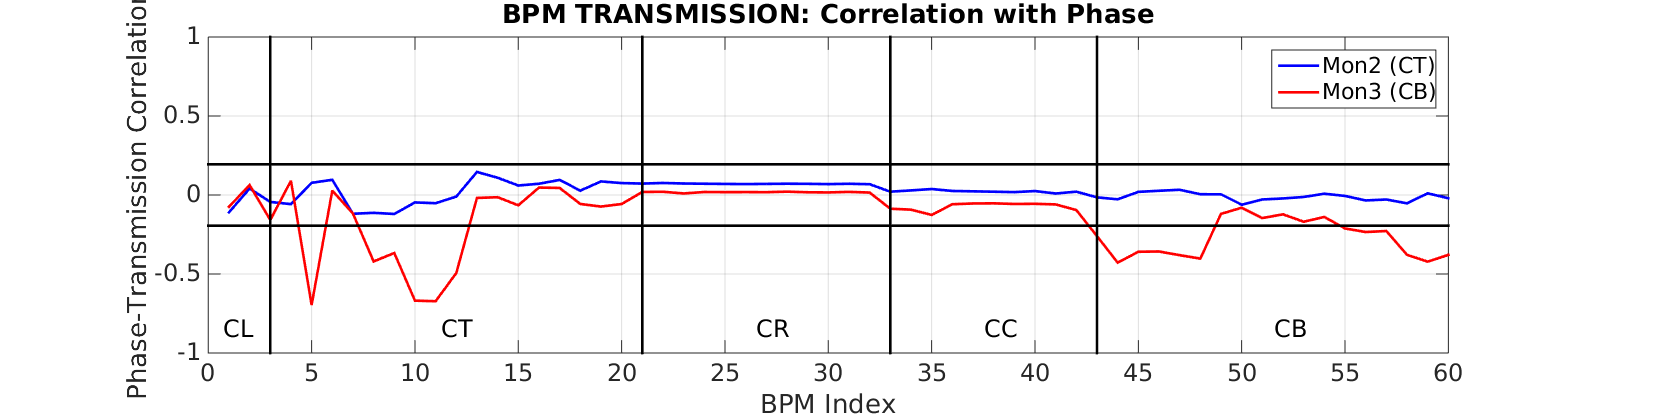 BPM TRANSMISSION: Correlation with Phase
Phase-Transmission Correlatio
1
0.5
0
-0.5
-1
Mon2 (CT)
Mon3 (CB)
CL CT CR CC CB
0 5 10 15 20 25 30 35 40 45 50 55 60
BPM Index